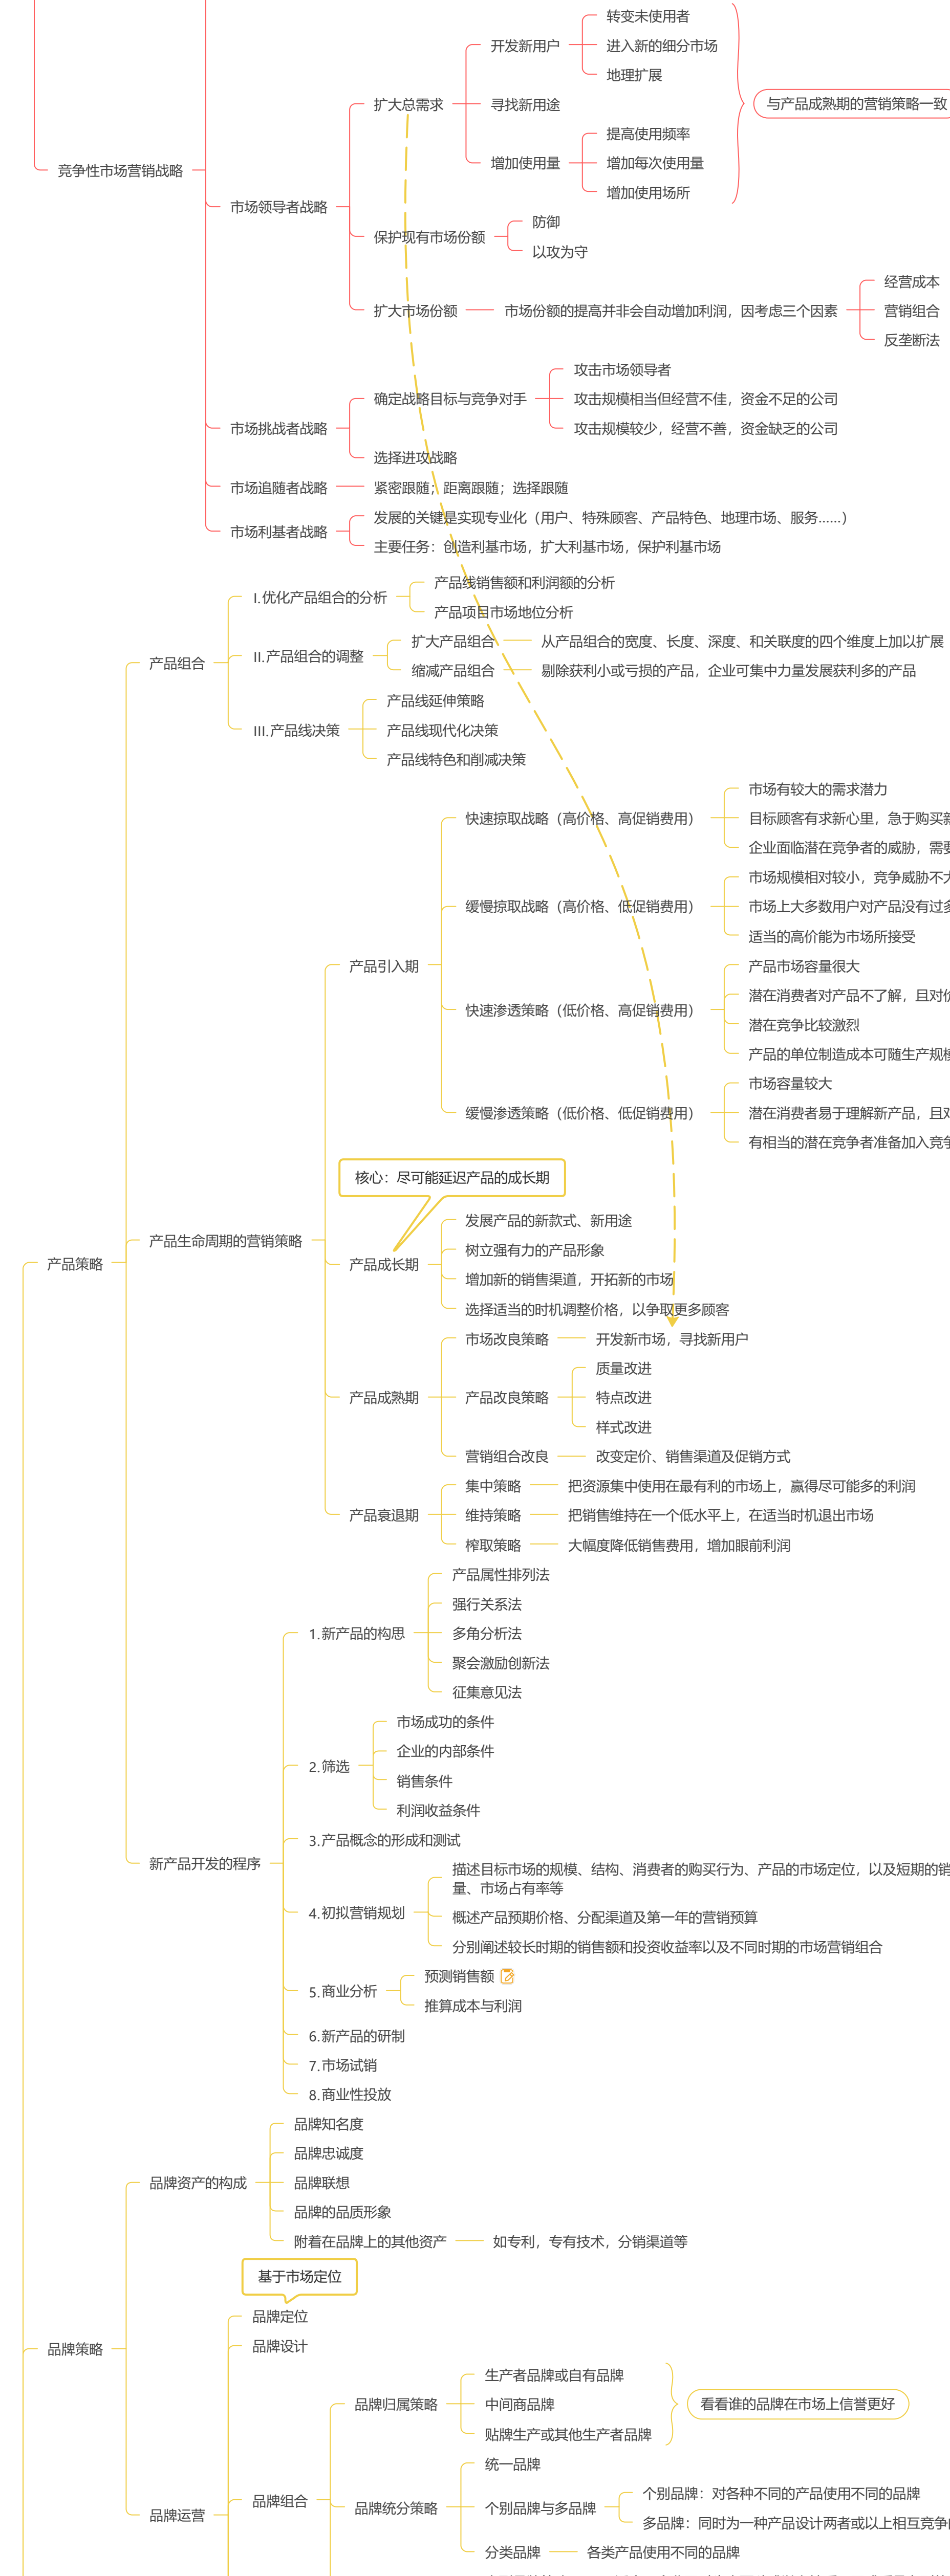 转变未使用者
开发新用户
进入新的细分市场
地理扩展
扩大总需求
寻找新用途
与产品成熟期的营销策略一致
提高使用频率
增加使用量
增加每次使用量
增加使用场所
竞争性市场营销战略
市场领导者战略
防御
保护现有市场份额
以攻为守
经营成本
扩大市场份额
市场份额的提高并非会自动增加利润，因考虑三个因素
营销组合
反垄断法
攻击市场领导者
确定战略目标与竞争对手
攻击规模相当但经营不佳，资金不足的公司
市场挑战者战略
攻击规模较少，经营不善，资金缺乏的公司
选择进攻战略
市场追随者战略
紧密跟随；距离跟随；选择跟随
发展的关键是实现专业化（用户、特殊顾客、产品特色、地理市场、服务……）
市场利基者战略
主要任务：创造利基市场，扩大利基市场，保护利基市场
产品线销售额和利润额的分析
I.优化产品组合的分析
产品项目市场地位分析
扩大产品组合
从产品组合的宽度、长度、深度、和关联度的四个维度上加以扩展
产品组合
II.产品组合的调整
缩减产品组合
剔除获利小或亏损的产品，企业可集中力量发展获利多的产品
产品线延伸策略
III.产品线决策
产品线现代化决策
产品线特色和削减决策
市场有较大的需求潜力
快速掠取战略（高价格、高促销费用）
目标顾客有求新心里，急于购买
企业面临潜在竞争者的威胁，需
市场规模相对较小，竞争威胁不
缓慢掠取战略（高价格、低促销费用）
市场上大多数用户对产品没有过
适当的高价能为市场所接受
产品引入期
产品市场容量很大
潜在消费者对产品不了解，且对
快速渗透策略（低价格、高促销费用）
潜在竞争比较激烈
产品的单位制造成本可随生产规
市场容量较大
缓慢渗透策略（低价格、低促销费用）
潜在消费者易于理解新产品，且
有相当的潜在竞争者准备加入竞
核心：尽可能延迟产品的成长期
发展产品的新款式、新用途
产品生命周期的营销策略
树立强有力的产品形象
产品策略
产品成长期
增加新的销售渠道，开拓新的市场
选择适当的时机调整价格，以争取更多顾客
市场改良策略
开发新市场，寻找新用户
质量改进
产品成熟期
产品改良策略
特点改进
样式改进
营销组合改良
改变定价、销售渠道及促销方式
集中策略
把资源集中使用在最有利的市场上，赢得尽可能多的利润
产品衰退期
维持策略
把销售维持在一个低水平上，在适当时机退出市场
榨取策略
大幅度降低销售费用，增加眼前利润
产品属性排列法
强行关系法
1.新产品的构思
多角分析法
聚会激励创新法
征集意见法
市场成功的条件
企业的内部条件
2.筛选
销售条件
利润收益条件
3.产品概念的形成和测试
新产品开发的程序
描述目标市场的规模、结构、消费者的购买行为、产品的市场定位，以及短期的销
量、市场占有率等
4.初拟营销规划
概述产品预期价格、分配渠道及第一年的营销预算
分别阐述较长时期的销售额和投资收益率以及不同时期的市场营销组合
预测销售额
5.商业分析
推算成本与利润
6.新产品的研制
7.市场试销
8.商业性投放
品牌知名度
品牌忠诚度
品牌资产的构成
品牌联想
品牌的品质形象
附着在品牌上的其他资产
如专利，专有技术，分销渠道等
基于市场定位
品牌定位
品牌策略
品牌设计
生产者品牌或自有品牌
品牌归属策略
中间商品牌
看看谁的品牌在市场上信誉更好
贴牌生产或其他生产者品牌
统一品牌
个别品牌：对各种不同的产品使用不同的品牌
品牌组合
品牌统分策略
个别品牌与多品牌
品牌运营
多品牌：同时为一种产品设计两者或以上相互竞争
分类品牌
各类产品使用不同的品牌